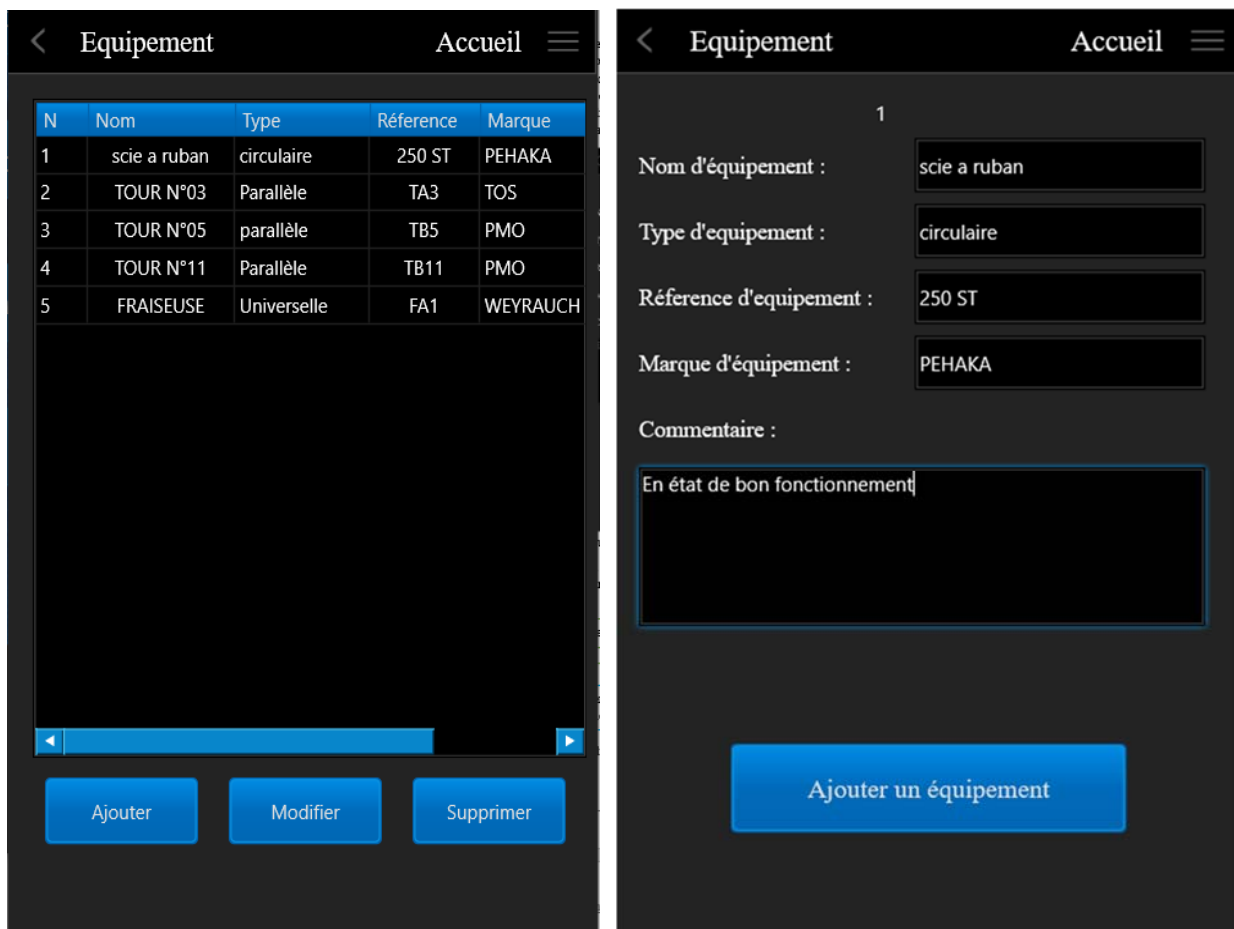 Equipement Accueil
N Nom Type Réference Marque
1 scie a ruban circulaire 250 ST PEHAKA
2 TOUR N°03 Parallèle TA3 TOS
3 TOUR N°05 parallèle TB5 PMO
4 TOUR N°11 Parallèle TB11 PMO
5 FRAISEUSE Universelle FA1 WEYRAUCH
Ajouter Modifier Supprimer
Equipement Accueil
1
Nom d'équipement : scie a ruban
Type d'equipement : circulaire
Réference d'equipement : 250 ST
Marque d'équipement : PEHAKA
Commentaire :
En état de bon fonctionnement
Ajouter un équipement